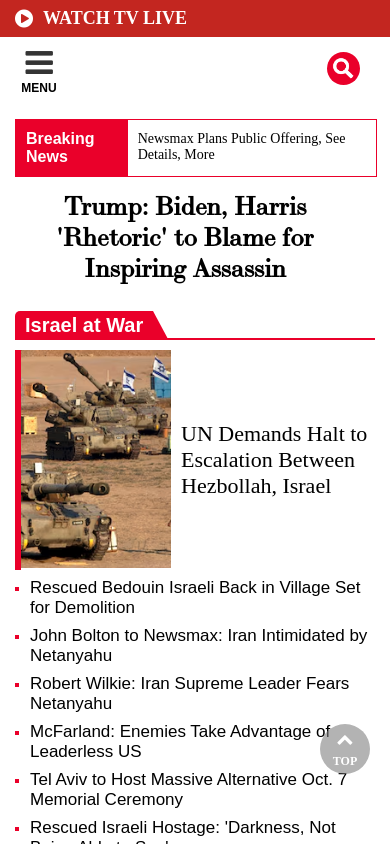 WATCH TV LIVE
MENU
Breaking
News
Newsmax Plans Public Offering, See
Details, More
Trump: Biden, Harris
'Rhetoric' to Blame for
Inspiring Assassin
Israel at War
UN Demands Halt to
Escalation Between
Hezbollah, Israel
Rescued Bedouin Israeli Back in Village Set
for Demolition
John Bolton to Newsmax: Iran Intimidated by
Netanyahu
Robert Wilkie: Iran Supreme Leader Fears
Netanyahu
McFarland: Enemies Take Advantage of
Leaderless US
TOP
Tel Aviv to Host Massive Alternative Oct. 7
Memorial Ceremony
Rescued Israeli Hostage: 'Darkness, Not